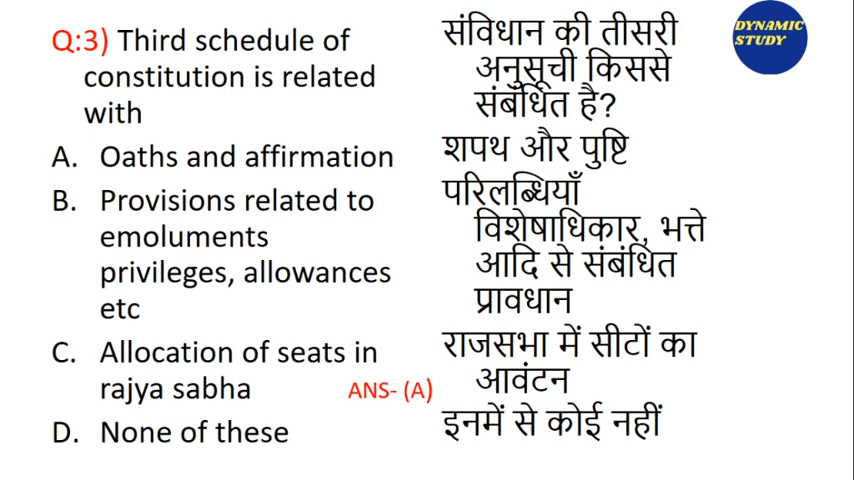 Q:3) Third schedule of
constitution is related
with
A. Oaths and affirmation
B. Provisions related to
emoluments
privileges, allowances
etc
C. Allocation of seats in
rajya sabha
ANS- (A)
D. None of these
संविधान की तीसरी
अनुसूची किससे
संबंधित है?
शपथ और पुष्टि
परिलब्धियाँ
विशेषाधिकार, भत्ते
आदि से संबंधित
प्रावधान
राजसभा में सीटों का
आवंटन
इनमें से कोई नहीं
DYNAMIC
STUDY